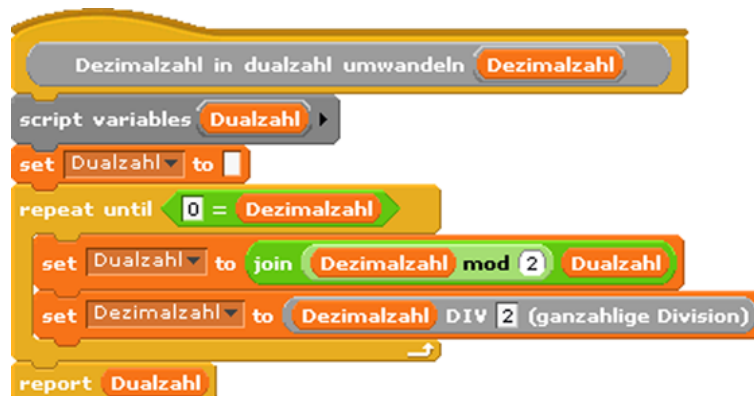 Dezimalzahl in dualzahl umwandeln Dezimalzahl
script variables Dualzahl
set Dualzahl to
repeat until 0 = Dezimalzahl
set Dualzahl to join Dezimalzahl mod 2 Dualzahl
set Dezimalzahl to Dezimalzahl DIV 2 (ganzahlige Division)
report Dualzahl